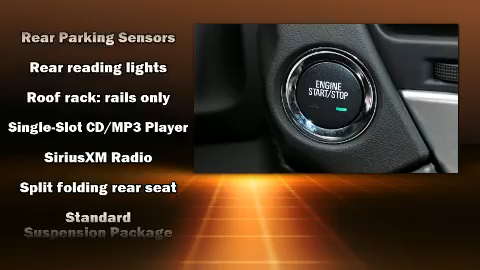 Rear Parking Sensors
Rear reading lights
Roof rack: rails only
Single-Slot CD/MP3 Player
SiriusXM Radio
Split folding rear seat
Standard
Suspension Package
ENGINE
START/STOP